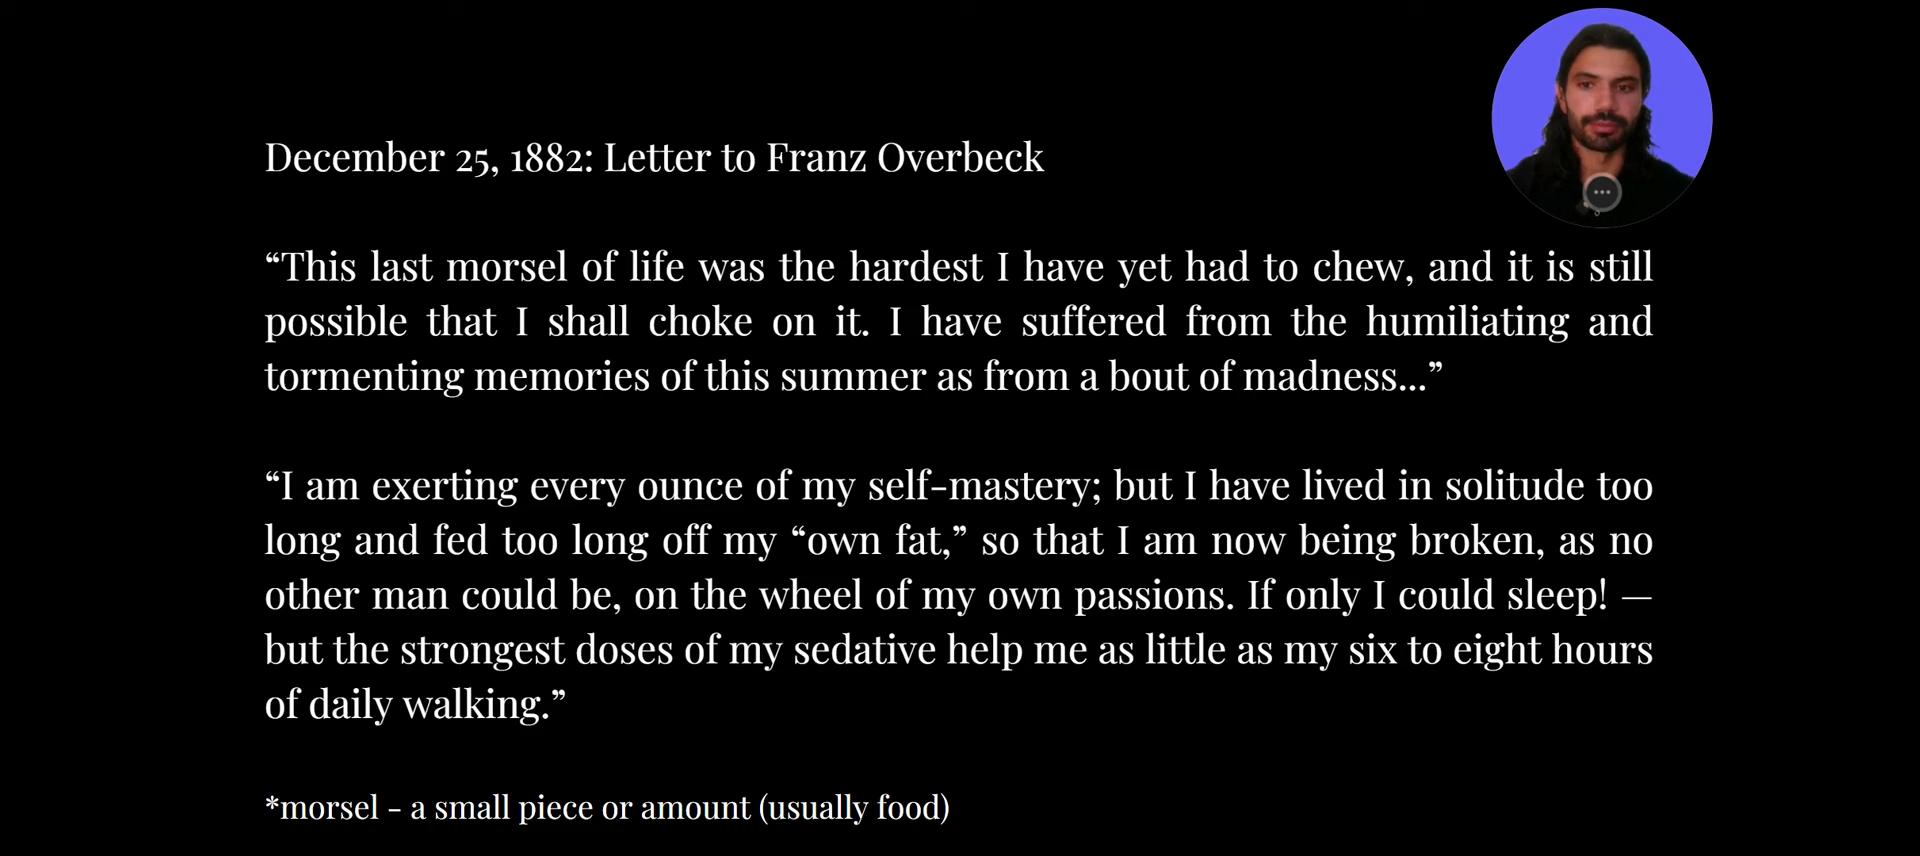 December 25, 1882: Letter to Franz Overbeck
“This last morsel of life was the hardest I have yet had to chew, and it is still
possible that I shall choke on it. I have suffered from the humiliating and
tormenting memories of this summer as from a bout of madness...”
“I am exerting every ounce of my self-mastery; but I have lived in solitude too
long and fed too long off my “own fat,” so that I am now being broken, as no
other man could be, on the wheel of my own passions. If only I could sleep! —
but the strongest doses of my sedative help me as little as my six to eight hours
of daily walking.”
*morsel - a small piece or amount (usually food)